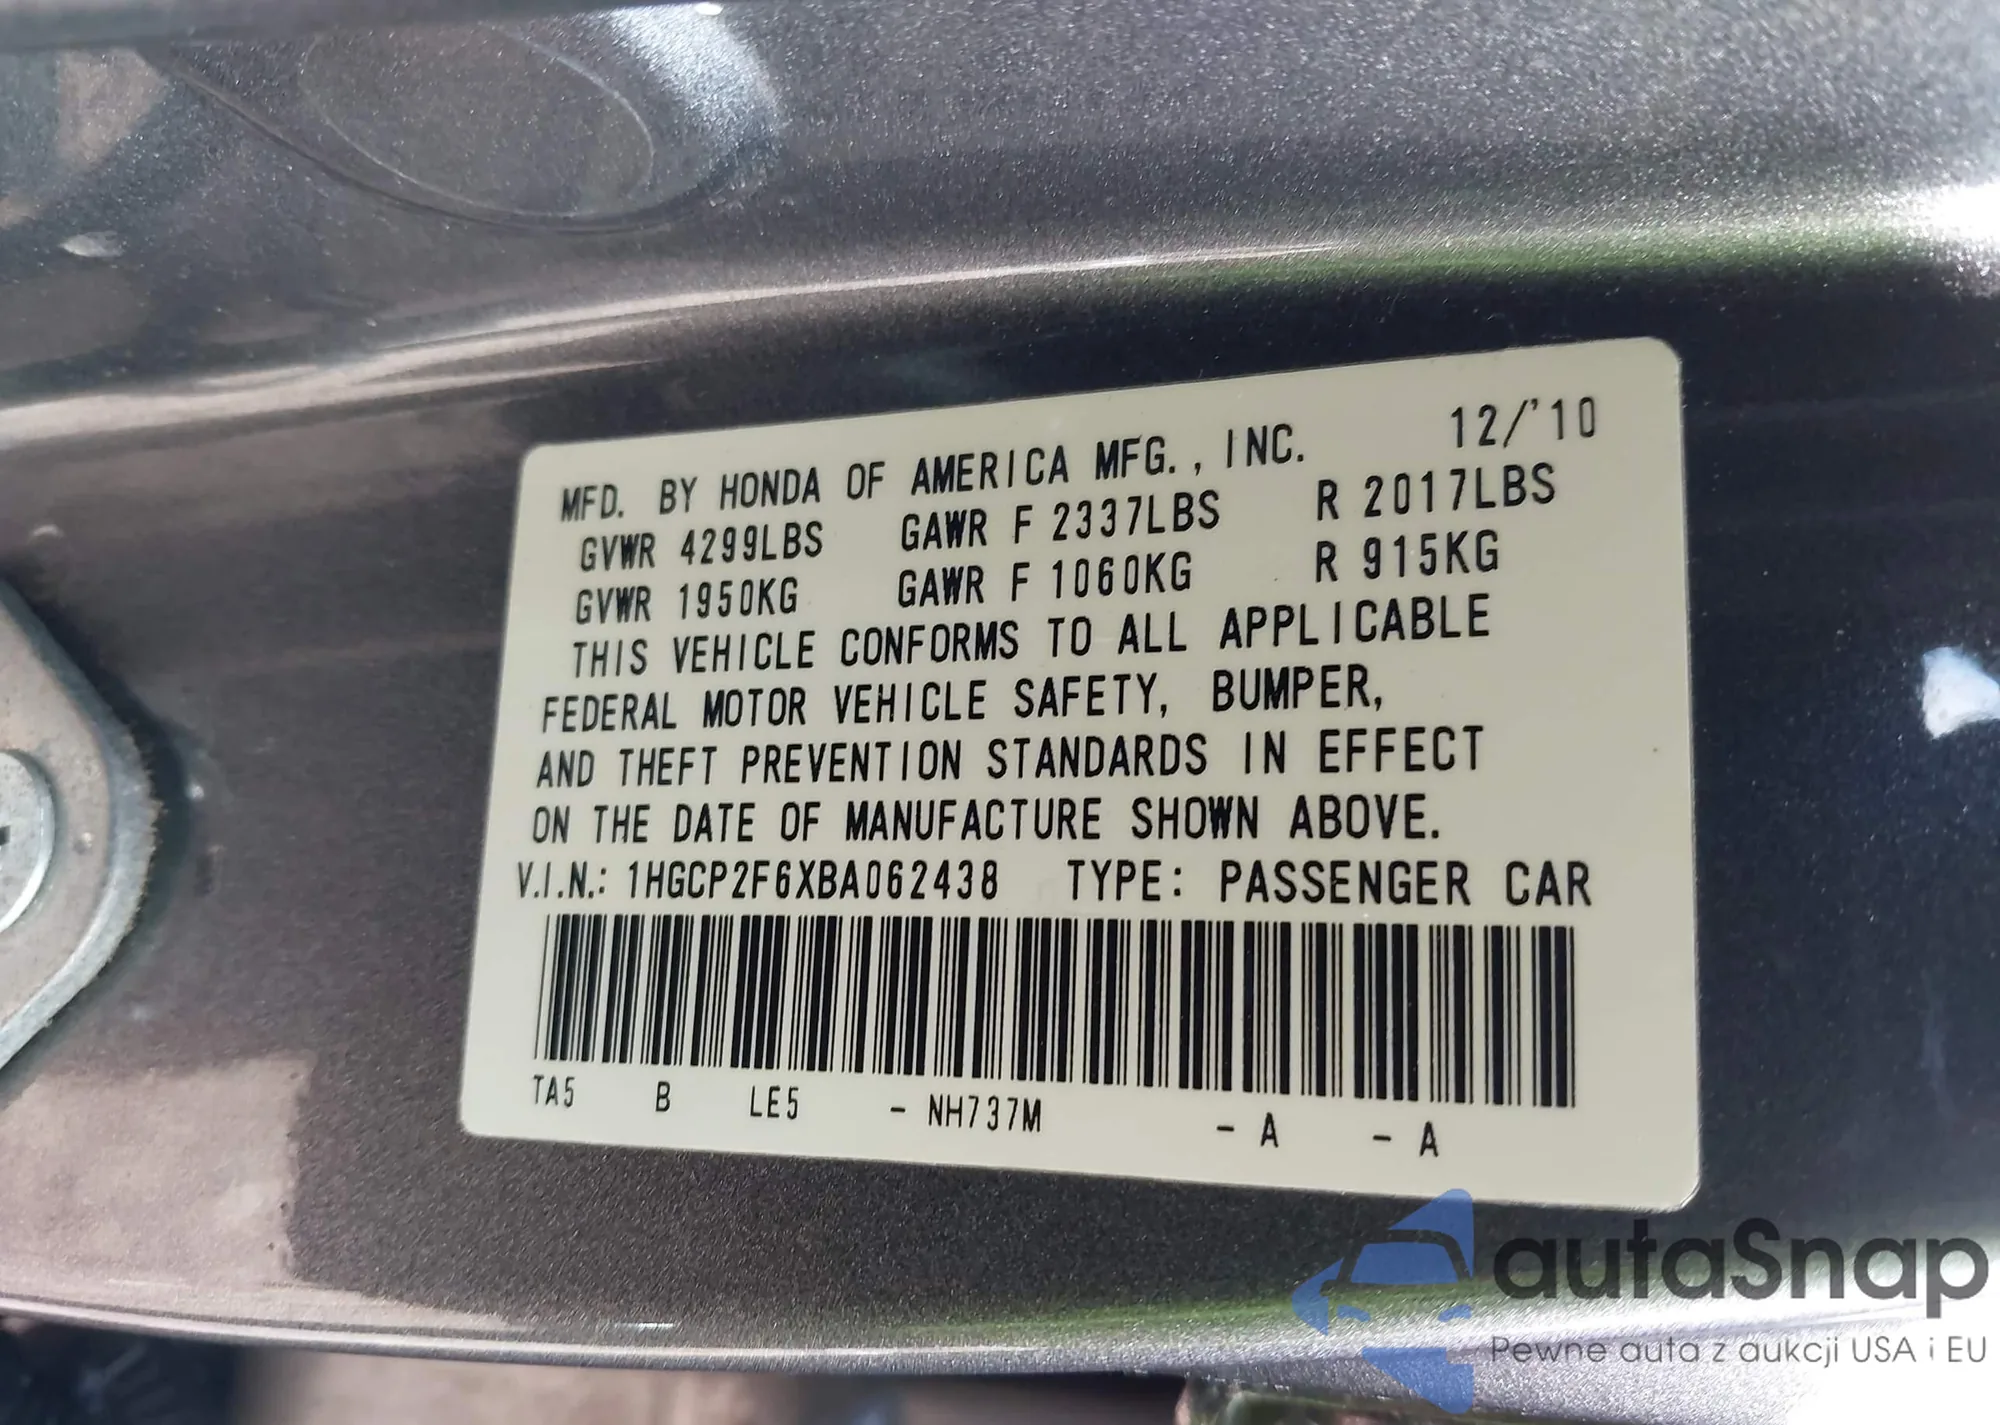 MFD. BY HONDA OF AMERICA MFG., INC. 12/'10
GVWR 4299LBS GAWR F 2337LBS R 2017LBS
GVWR 1950KG GAWR F 1060KG R 915KG
THIS VEHICLE CONFORMS TO ALL APPLICABLE
FEDERAL MOTOR VEHICLE SAFETY, BUMPER,
AND THEFT PREVENTION STANDARDS IN EFFECT
ON THE DATE OF MANUFACTURE SHOWN ABOVE.
V.I.N.: 1HGCP2F6XBA062438 TYPE: PASSENGER CAR
TA5 B LE5 - NH737M - A - A
autaSnap
Pewne auta z aukcji USA i EU